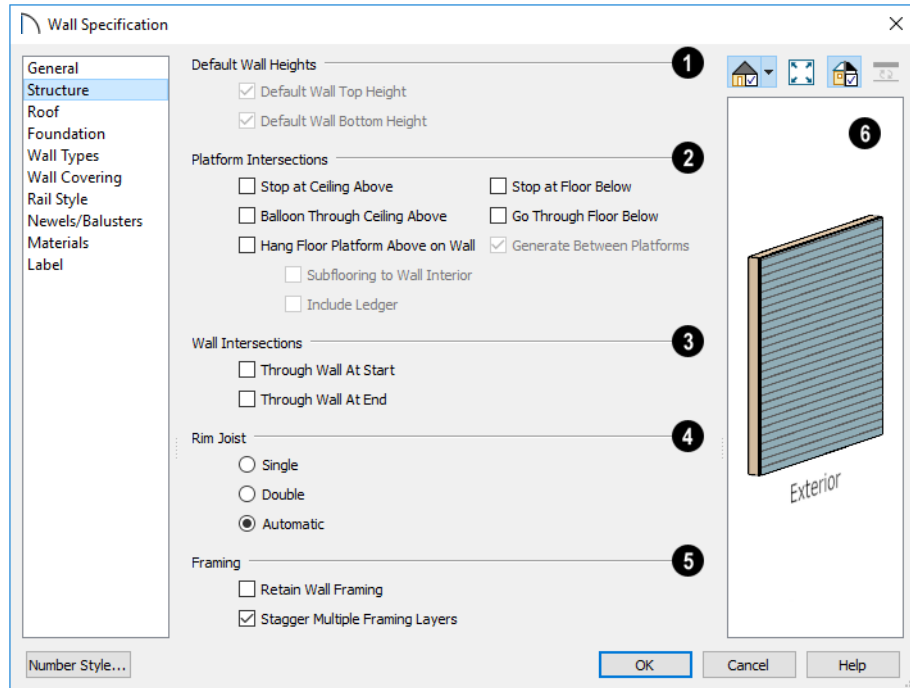 Wall Specification
General
Structure
Roof
Foundation
Wall Types
Wall Covering
Rail Style
Newels/Balusters
Materials
Label
Default Wall Heights 1
Default Wall Top Height
Default Wall Bottom Height
Platform Intersections 2
Stop at Ceiling Above Stop at Floor Below
Balloon Through Ceiling Above Go Through Floor Below
Hang Floor Platform Above on Wall Generate Between Platforms
Subflooring to Wall Interior
Include Ledger
Wall Intersections 3
Through Wall At Start
Through Wall At End
Rim Joist 4
Single
Double
Automatic
Framing 5
Retain Wall Framing
Stagger Multiple Framing Layers
6
Exterior
Number Style... OK Cancel Help